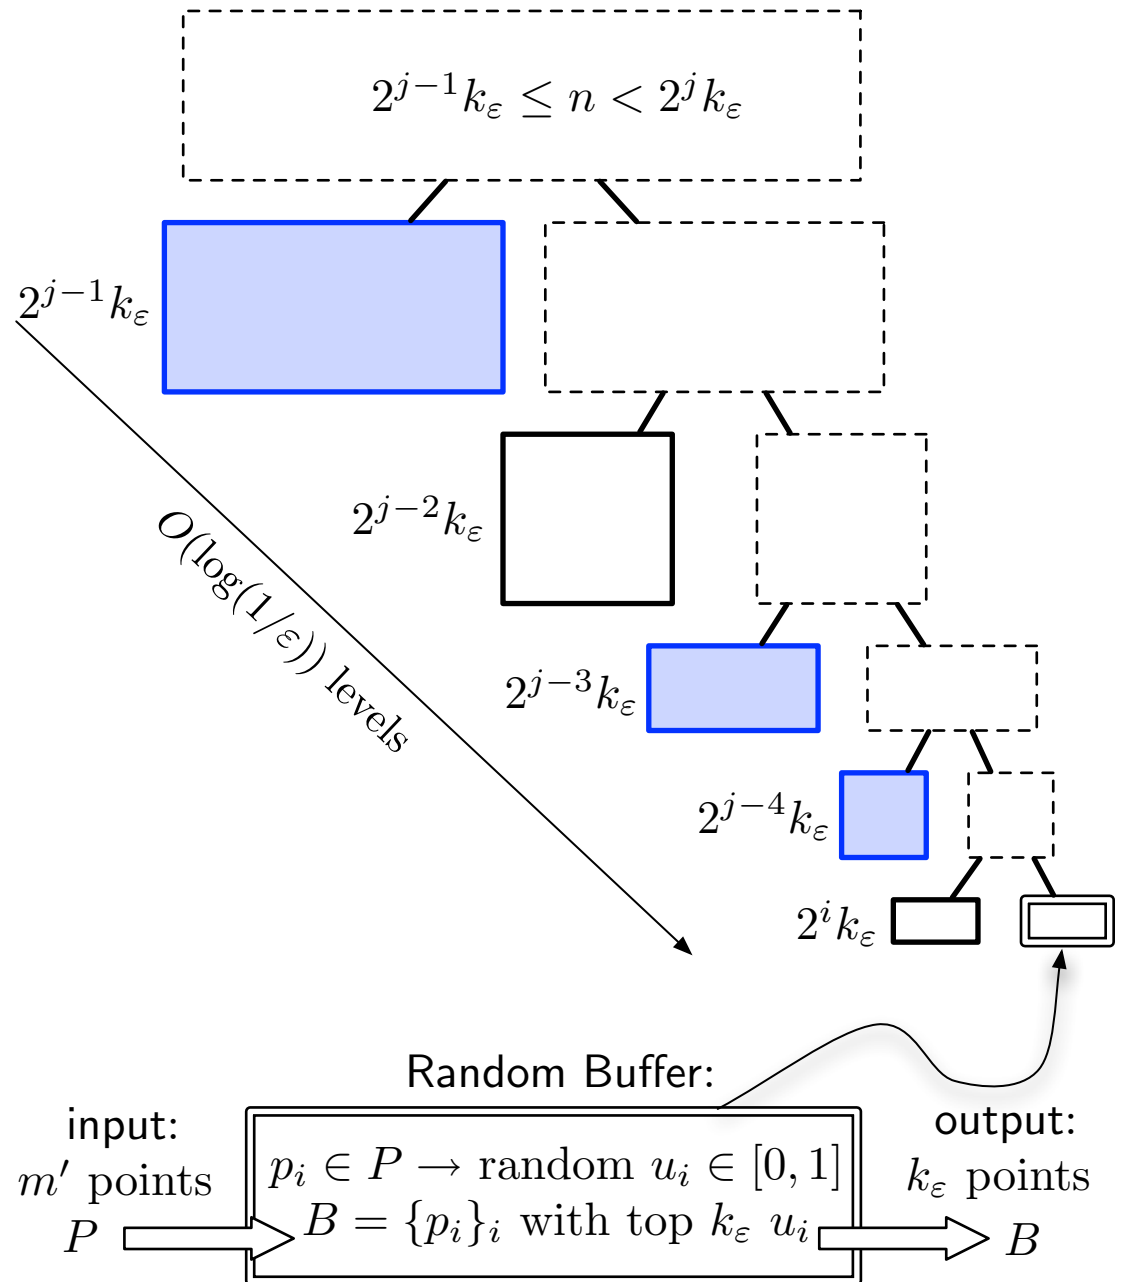 2^{j-1}k_ε ≤ n < 2^j k_ε
2^{j-1}k_ε
2^{j-2}k_ε
O(log(1/ε)) levels
2^{j-3}k_ε
2^{j-4}k_ε
2^i k_ε
Random Buffer:
input:
m′ points
P
p_i ∈ P → random u_i ∈ [0, 1]
B = {p_i}_i with top k_ε u_i
output:
k_ε points
B